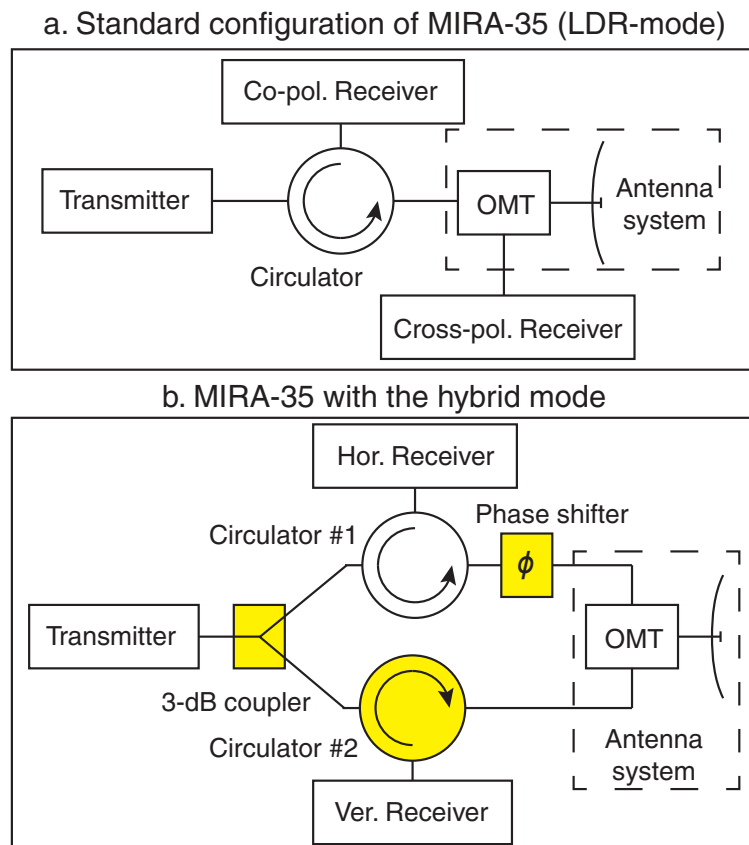 a. Standard configuration of MIRA-35 (LDR-mode)
Co-pol. Receiver
Transmitter
OMT
Antenna
system
Circulator
Cross-pol. Receiver
b. MIRA-35 with the hybrid mode
Hor. Receiver
Circulator #1
Phase shifter
ϕ
Transmitter
OMT
3-dB coupler
Circulator #2
Antenna
system
Ver. Receiver